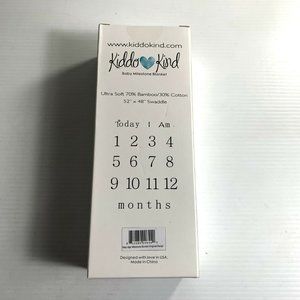 www.kiddokind.com
Kiddo Kind
Baby Milestone Blanket
Ultra Soft 70% Bamboo/30% Cotton
52" x 48" Swaddle
Today I Am
1 2 3 4
5 6 7 8
9 10 11 12
months
Designed with love in USA.
Made in China